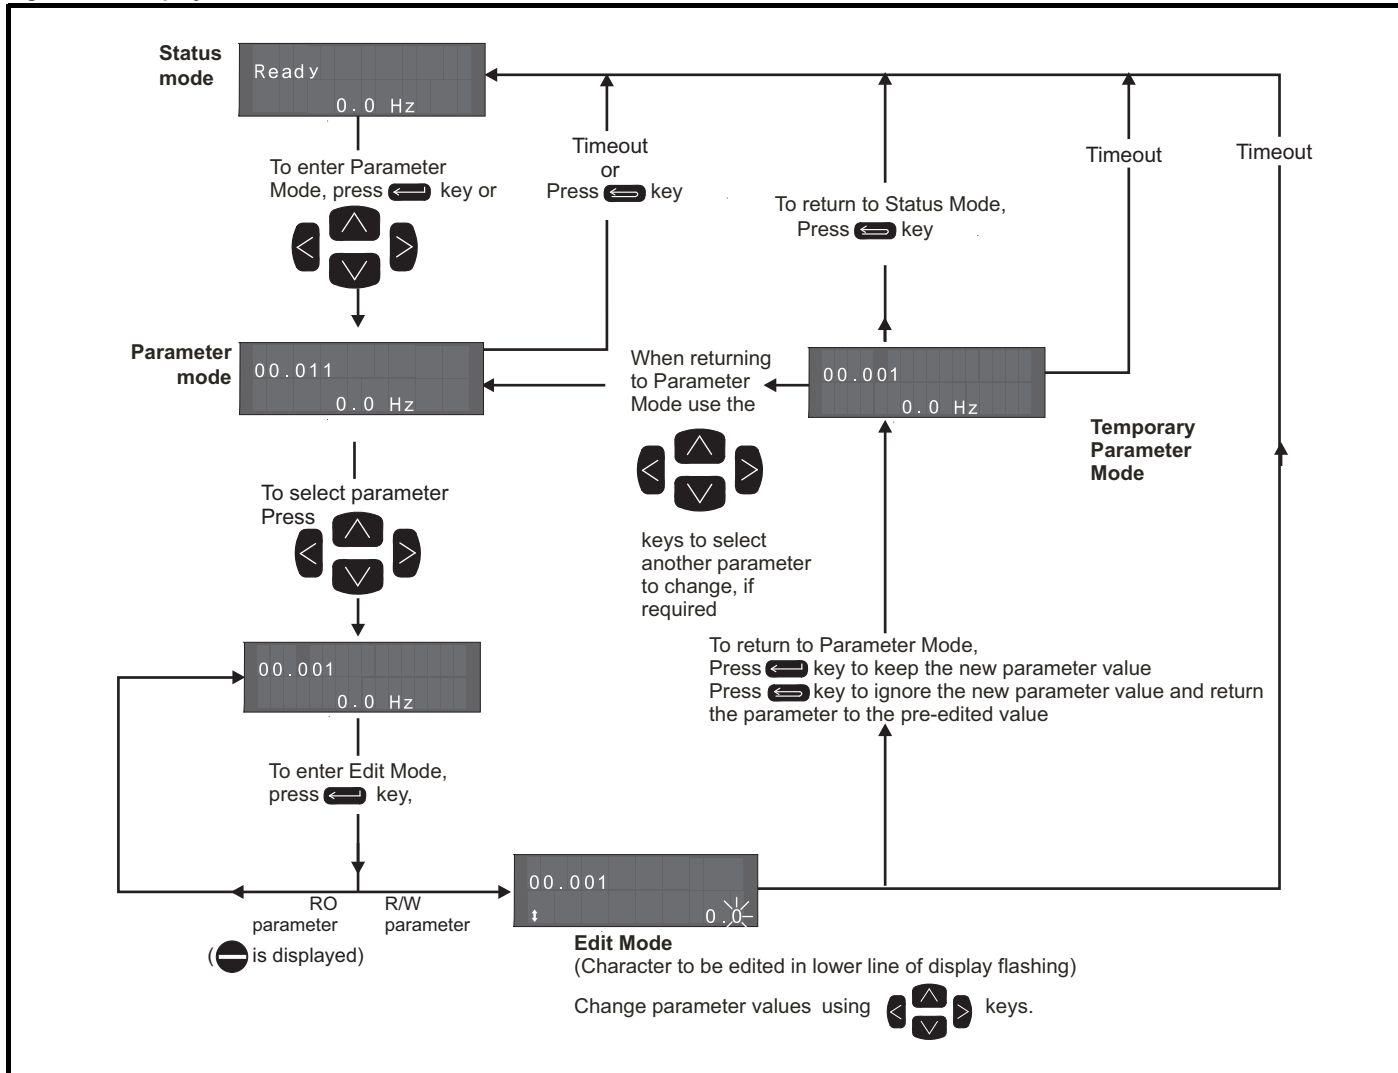 Status
mode
Ready
0.0 Hz
To enter Parameter
Mode, press key or
Timeout
or
Press key
To return to Status Mode,
Press key
Timeout
Timeout
Parameter
mode
00.011
0.0 Hz
When returning
to Parameter
Mode use the
keys to select
another parameter
to change, if
required
00.001
0.0 Hz
Temporary
Parameter
Mode
To select parameter
Press
00.001
0.0 Hz
To return to Parameter Mode,
Press key to keep the new parameter value
Press key to ignore the new parameter value and return
the parameter to the pre-edited value
To enter Edit Mode,
press key,
RO
parameter
( is displayed)
R/W
parameter
00.001
0.0
Edit Mode
(Character to be edited in lower line of display flashing)
Change parameter values using keys.